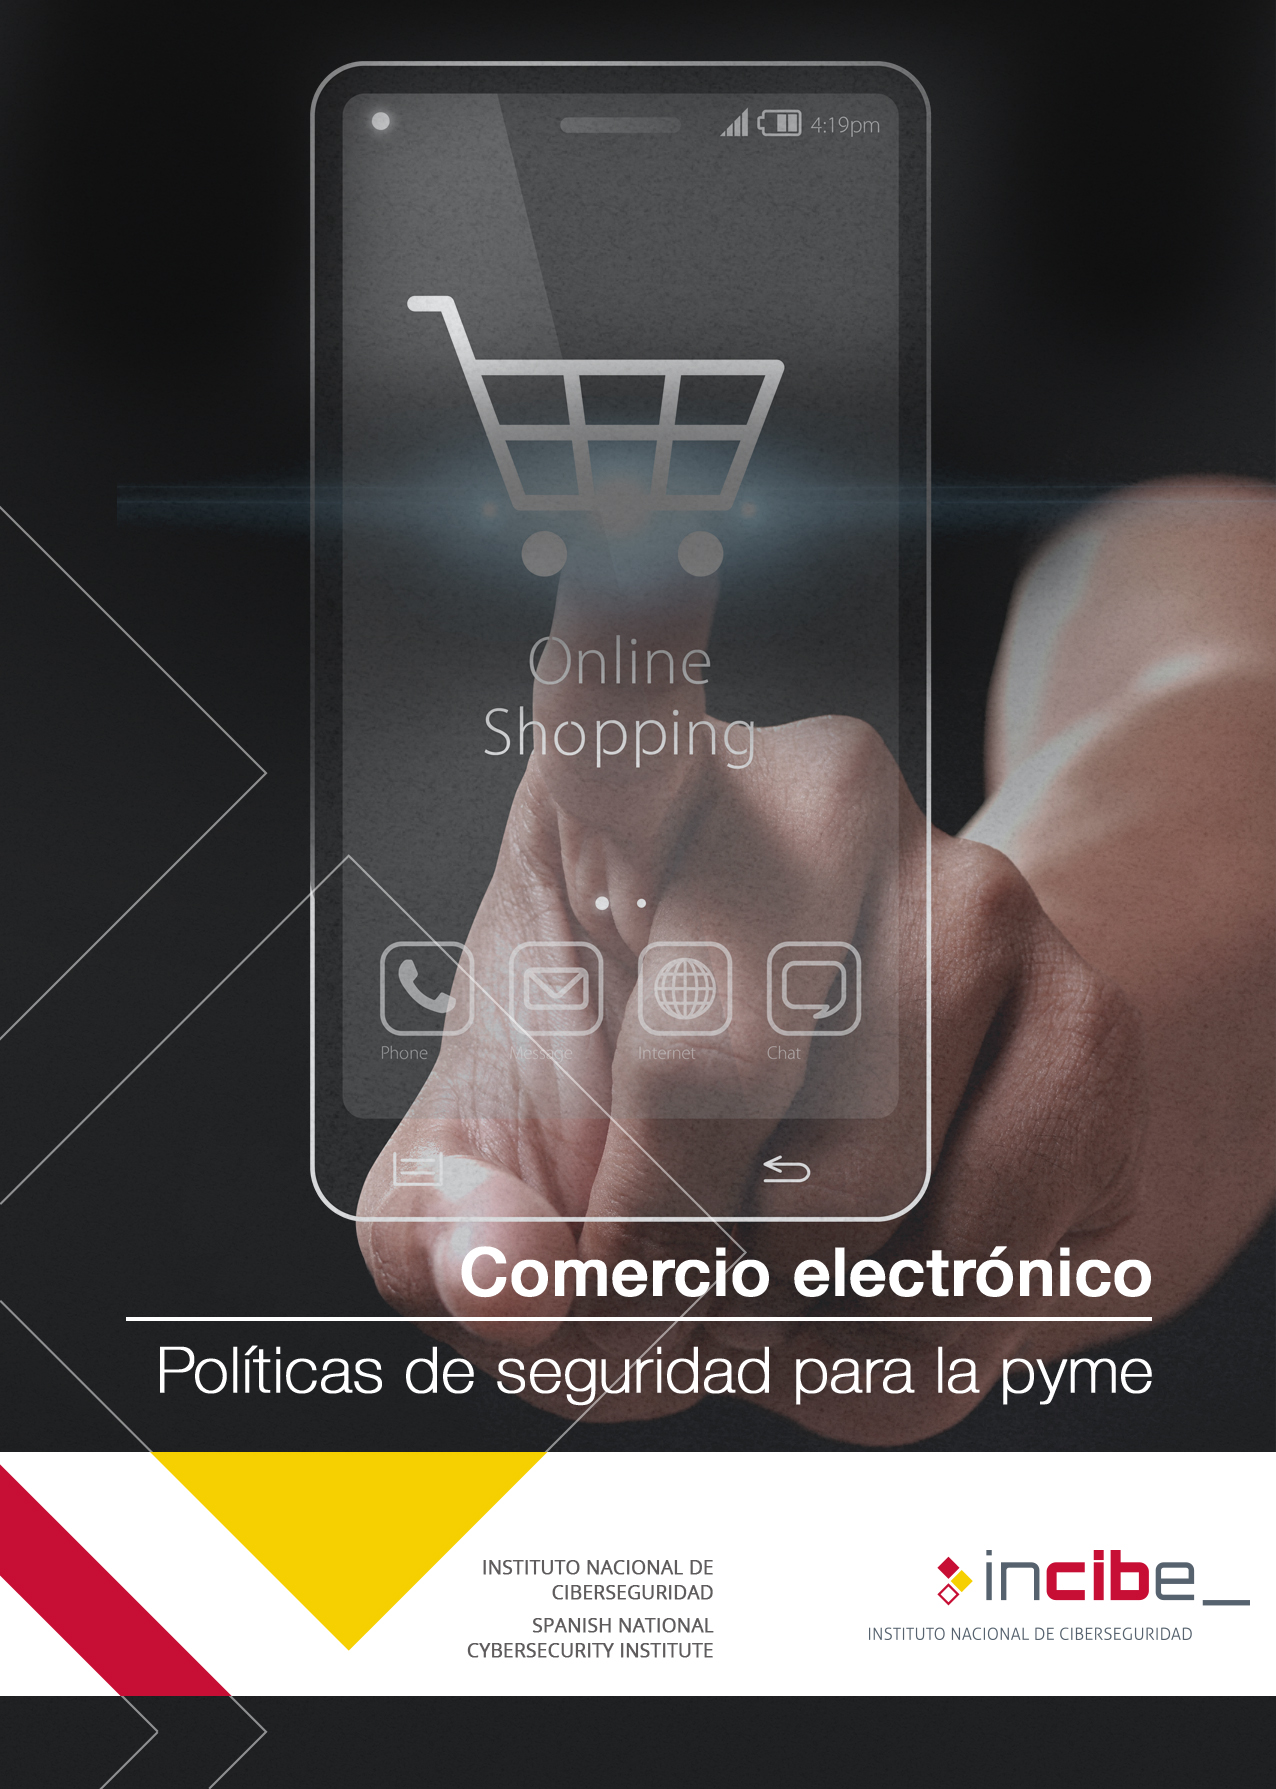 4:19pm
Online
Shopping
Phone Message Internet Chat
Comercio electrónico
Políticas de seguridad para la pyme
INSTITUTO NACIONAL DE
CIBERSEGURIDAD
SPANISH NATIONAL
CYBERSECURITY INSTITUTE
incibe_
INSTITUTO NACIONAL DE CIBERSEGURIDAD